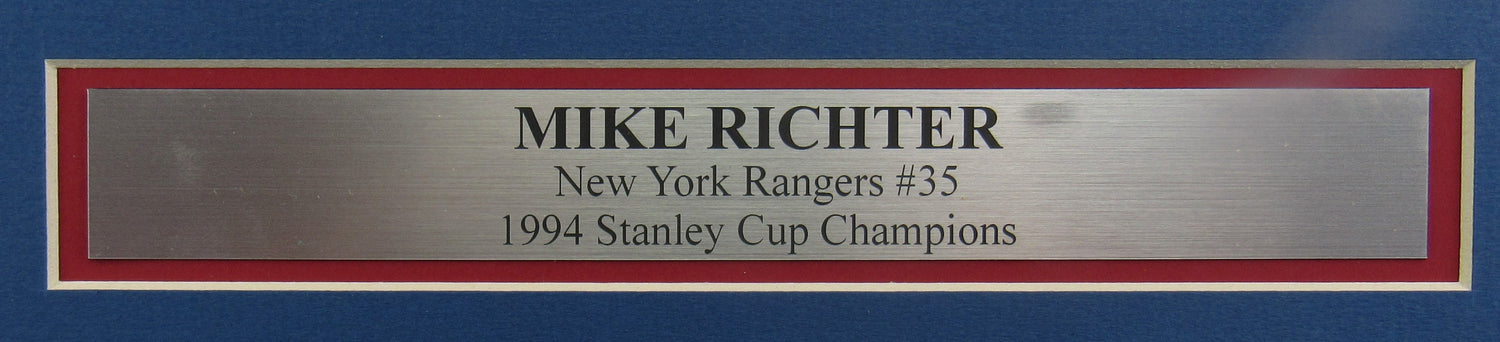 MIKE RICHTER
New York Rangers #35
1994 Stanley Cup Champions